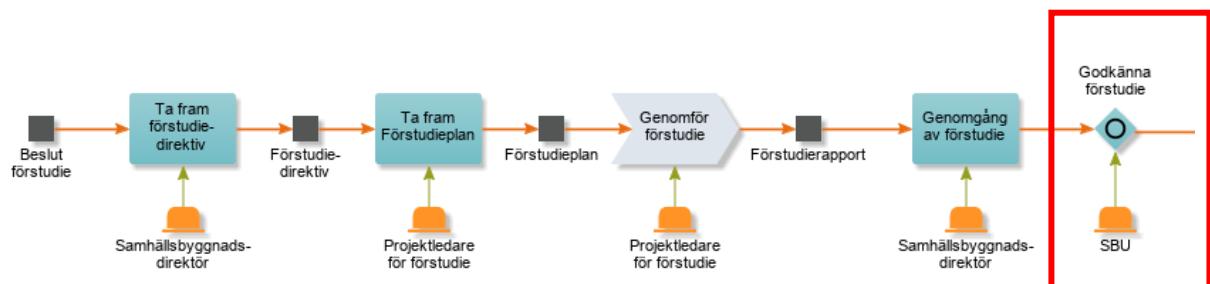 Godkänna
förstudie
Ta fram
förstudie-
direktiv
Ta fram
Förstudieplan
Genomför
förstudie
Genomgång
av förstudie
Beslut
förstudie
Förstudie-
direktiv
Förstudieplan
Förstudierapport
Samhällsbyggnads-
direktör
Projektledare
för förstudie
Projektledare
för förstudie
Samhällsbyggnads-
direktör
SBU